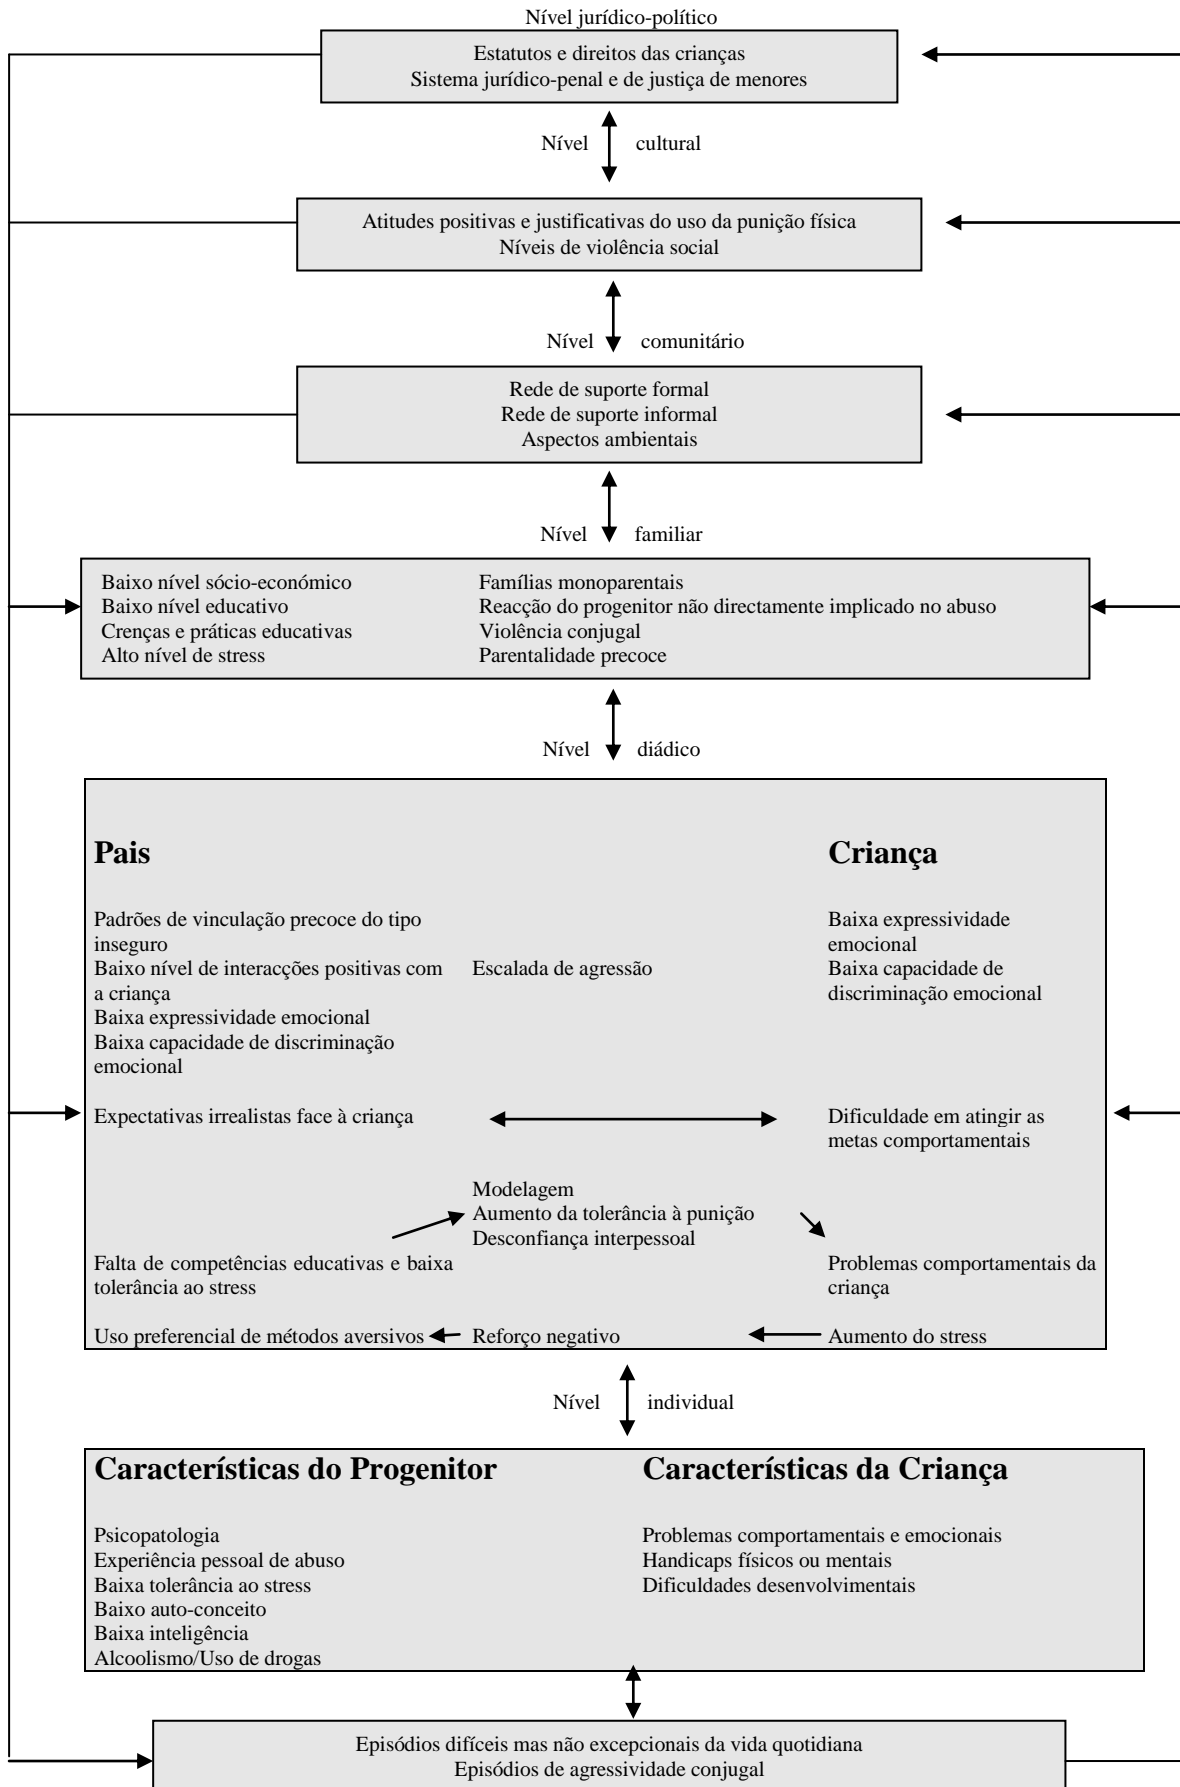 Nível jurídico-político
Estatutos e direitos das crianças
Sistema jurídico-penal e de justiça de menores
Nível cultural
Atitudes positivas e justificativas do uso da punição física
Níveis de violência social
Nível comunitário
Rede de suporte formal
Rede de suporte informal
Aspectos ambientais
Nível familiar
Baixo nível sócio-económico
Baixo nível educativo
Crenças e práticas educativas
Alto nível de stress
Famílias monoparentais
Reacção do progenitor não directamente implicado no abuso
Violência conjugal
Parentalidade precoce
Nível diádico
Pais
Padrões de vinculação precoce do tipo
inseguro
Baixo nível de interacções positivas com
a criança
Baixa expressividade emocional
Baixa capacidade de discriminação
emocional
Expectativas irrealistas face à criança
Falta de competências educativas e baixa
tolerância ao stress
Uso preferencial de métodos aversivos
Escalada de agressão
Modelagem
Aumento da tolerância à punição
Desconfiança interpessoal
Reforço negativo
Criança
Baixa expressividade
emocional
Baixa capacidade de
discriminação emocional
Dificuldade em atingir as
metas comportamentais
Problemas comportamentais da
criança
Aumento do stress
Nível individual
Características do Progenitor
Psicopatologia
Experiência pessoal de abuso
Baixa tolerância ao stress
Baixo auto-conceito
Baixa inteligência
Alcoolismo/Uso de drogas
Características da Criança
Problemas comportamentais e emocionais
Handicaps físicos ou mentais
Dificuldades desenvolvimentais
Episódios difíceis mas não excepcionais da vida quotidiana
Episódios de agressividade conjugal